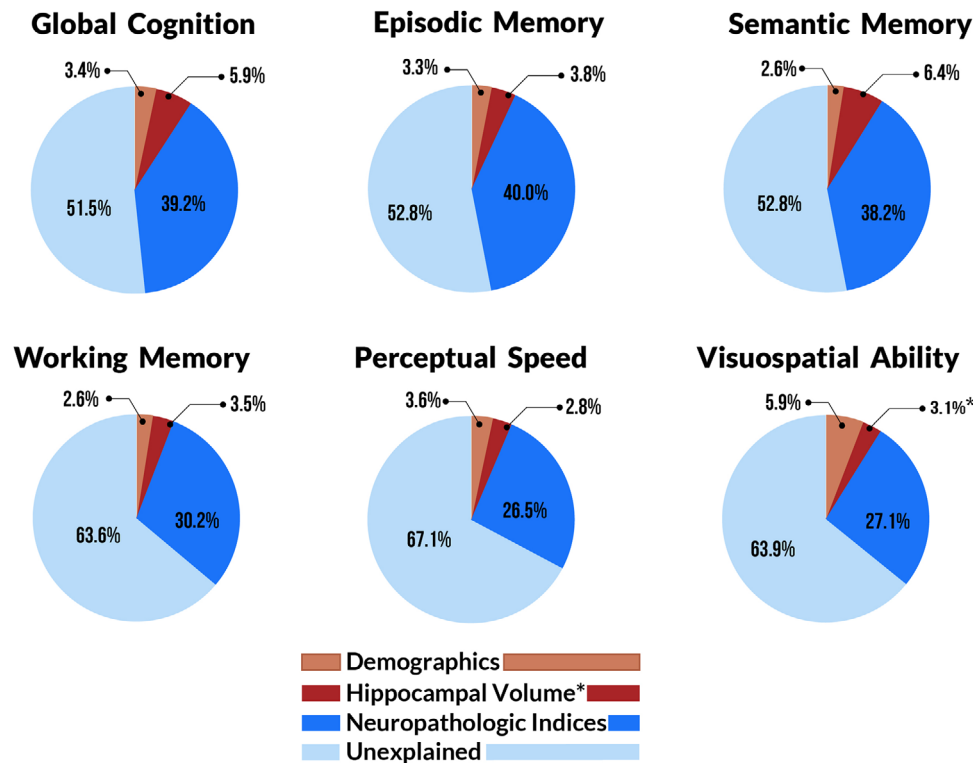 Global Cognition
3.4%
5.9%
51.5%
39.2%
Episodic Memory
3.3%
3.8%
52.8%
40.0%
Semantic Memory
2.6%
6.4%
52.8%
38.2%
Working Memory
2.6%
3.5%
63.6%
30.2%
Perceptual Speed
3.6%
2.8%
67.1%
26.5%
Visuospatial Ability
5.9%
3.1%*
63.9%
27.1%
Demographics
Hippocampal Volume*
Neuropathologic Indices
Unexplained